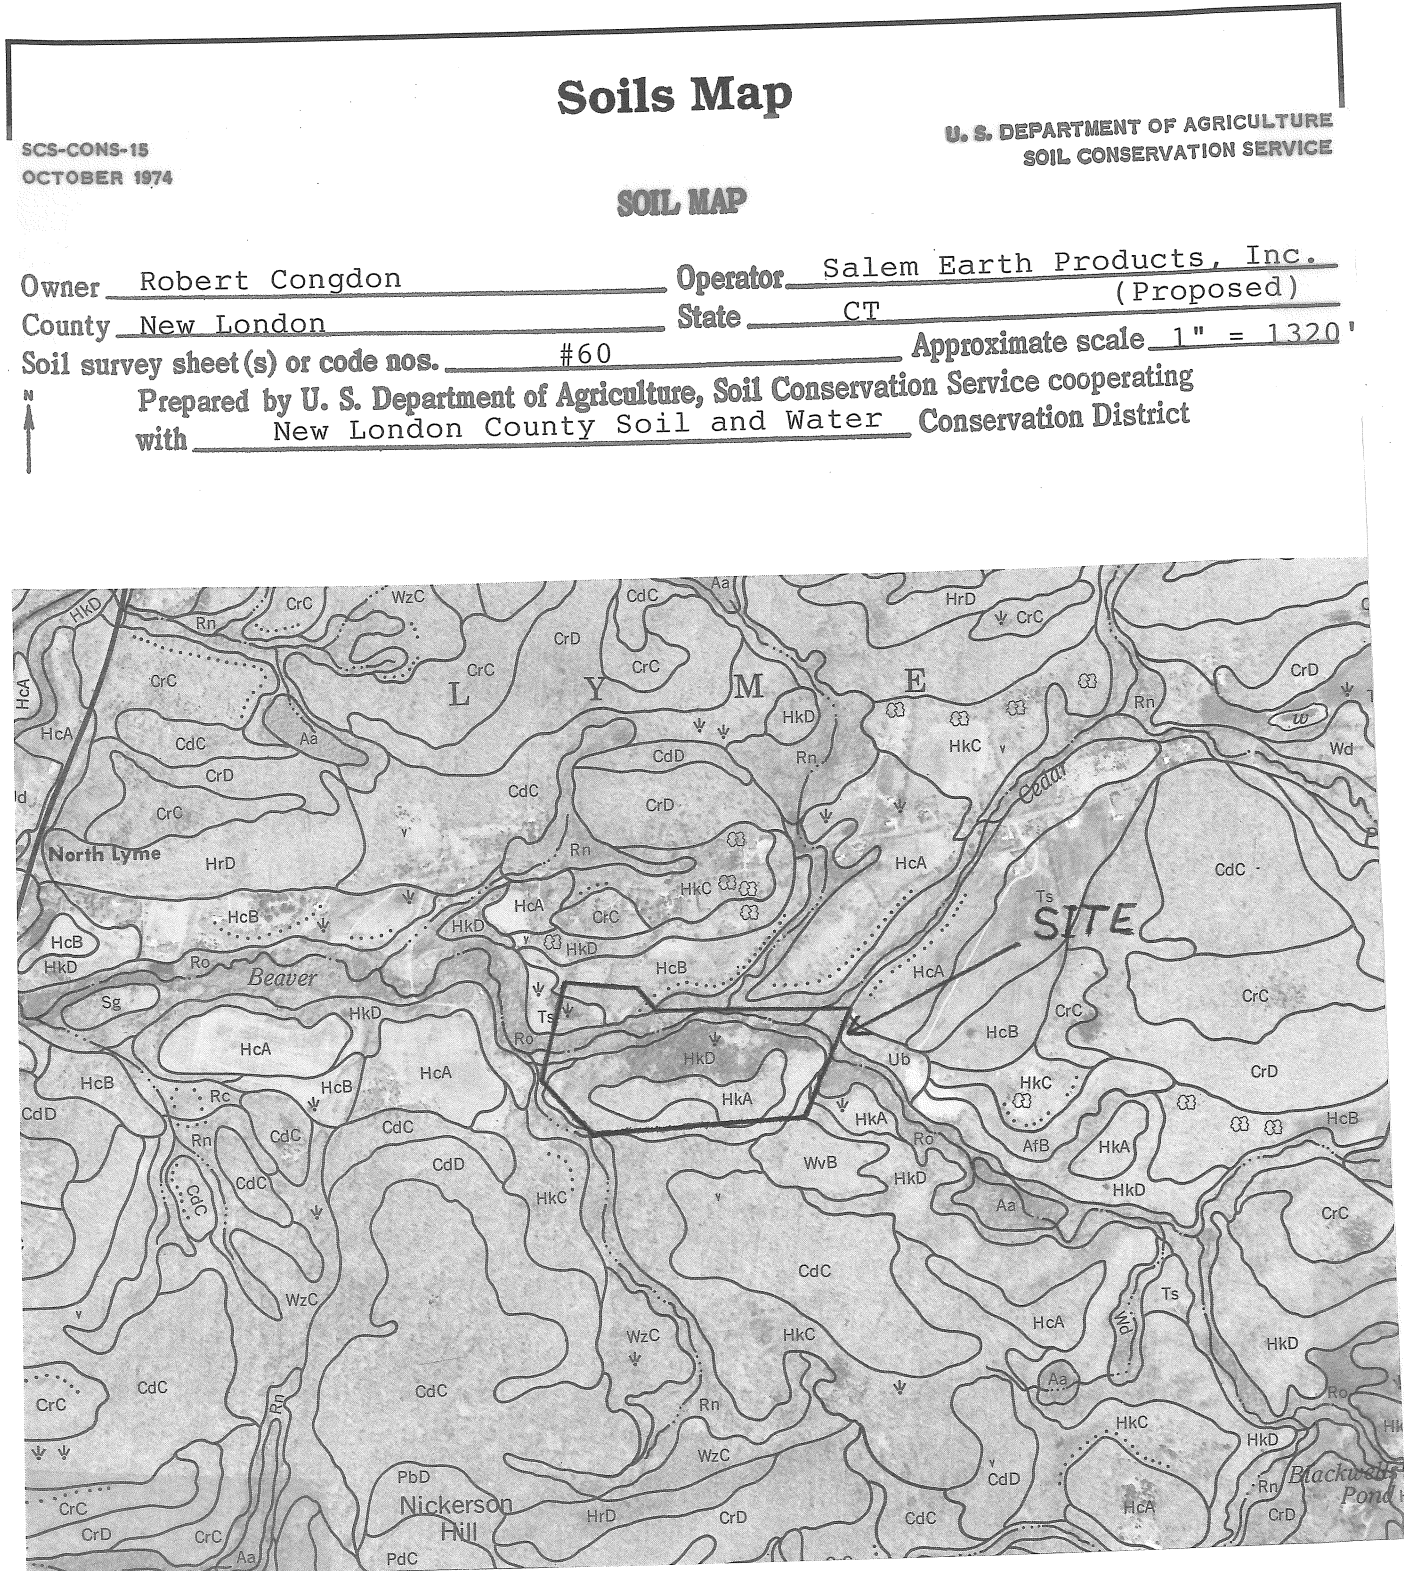 Soils Map
SCS-CONS-15
OCTOBER 1974
U. S. DEPARTMENT OF AGRICULTURE
SOIL CONSERVATION SERVICE
SOIL MAP
Owner Robert Congdon Operator Salem Earth Products, Inc.
(Proposed)
County New London State CT
Soil survey sheet(s) or code nos. #60 Approximate scale 1" = 1320'
N
Prepared by U. S. Department of Agriculture, Soil Conservation Service cooperating
with New London County Soil and Water Conservation District
HkD Rn CrC WzC CdC Aa HrD CrC
CrD
HcA CrC CrC CrC CrD
L Y M E
HkD Rn w
HcA CdC Aa HkC Wd
CrD CdD Rn
CdC CrD Cedar
CrC
North Lyme HrD Rn HcA CdC
HkC Ts
HcB HcA CrC SITE
HcB HkD HkD
HkD Ro Beaver HcB HcA CrC
Sg HkD Ts CrC
HcA Ro HkD Ub HcB
HcB HcB HcA HkA HkC CrD
CdD Rc HkA HcB
Rn CdC CdC Ro AfB HkA
CdC CdC CdD WvB HkD HkD
HkC Aa CrC
CdC
WzC Ts
WzC HkC HcA Wd HkD
CdC CdC Aa
CrC Rn Rn Ro
HkC
WzC HkD
PbD CdD Rn Blackwells
Nickerson Pond
CrC HrD CrD HcA
Hill CdC CrD
CrD CrC
Aa PdC